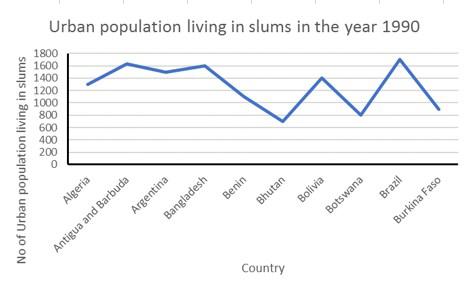 Urban population living in slums in the year 1990
No of Urban population living in slums
1800
1600
1400
1200
1000
800
600
400
200
0
Algeria
Antigua and Barbuda
Argentina
Bangladesh
Benin
Bhutan
Bolivia
Botswana
Brazil
Burkina Faso
Country